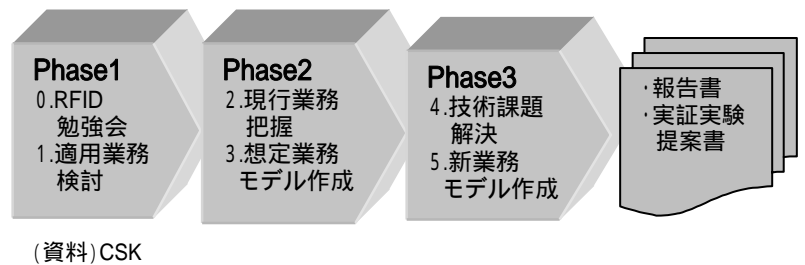 Phase1
0.RFID
勉強会
1.適用業務
検討
Phase2
2.現行業務
把握
3.想定業務
モデル作成
Phase3
4.技術課題
解決
5.新業務
モデル作成
・報告書
・実証実験
提案書
(資料)CSK